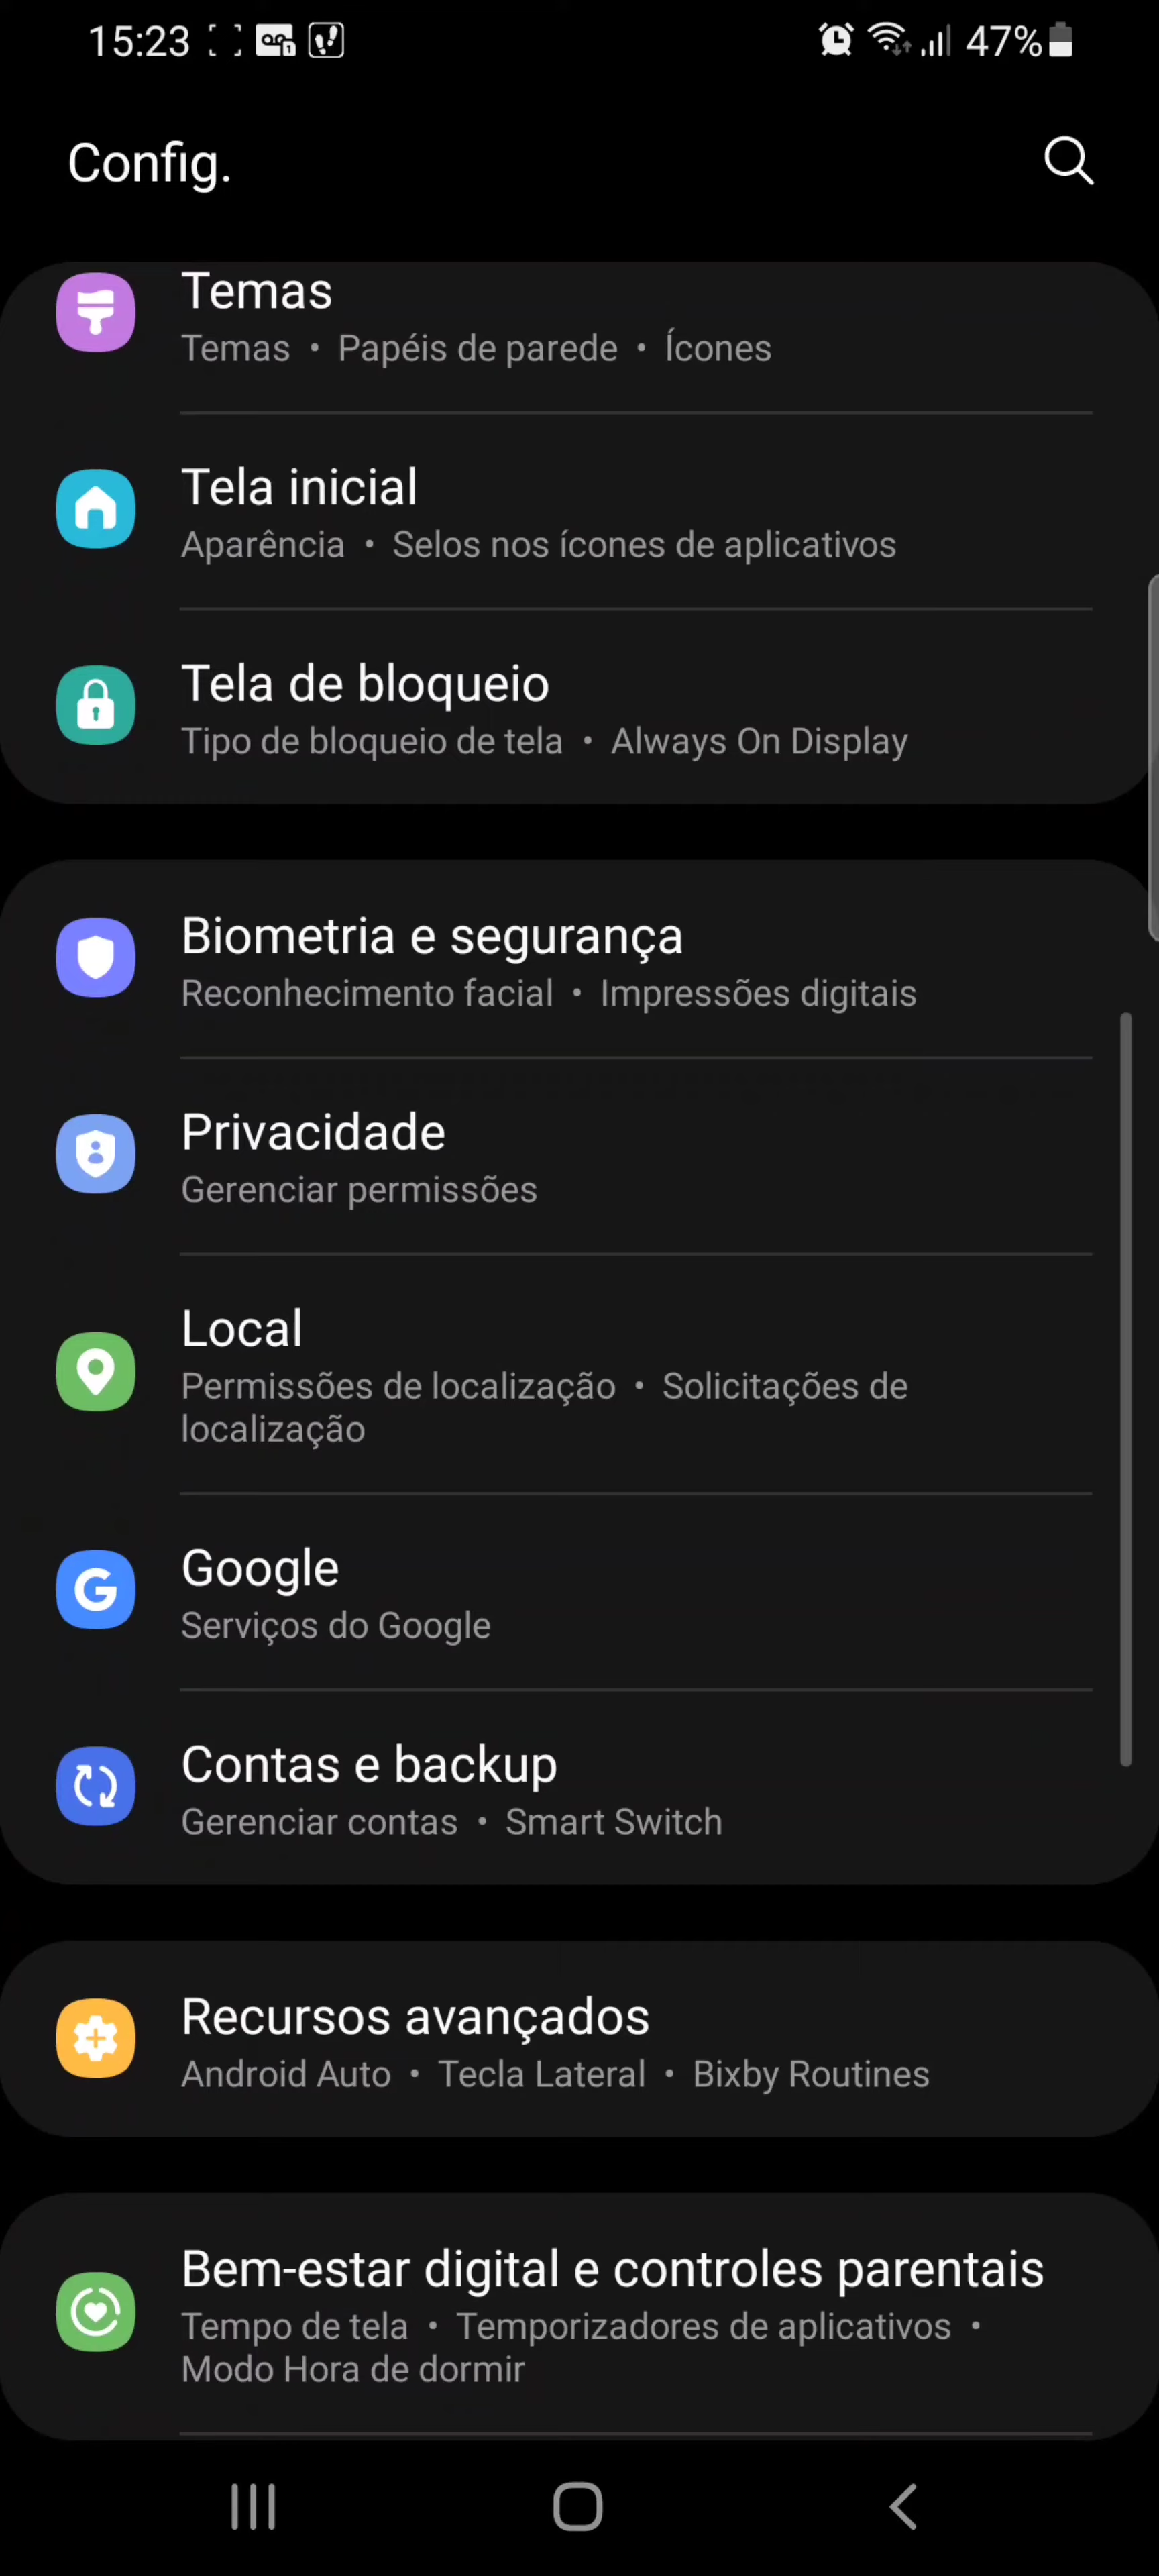 15:23
47%
Config.
Temas
Temas • Papéis de parede • Ícones
Tela inicial
Aparência • Selos nos ícones de aplicativos
Tela de bloqueio
Tipo de bloqueio de tela • Always On Display
Biometria e segurança
Reconhecimento facial • Impressões digitais
Privacidade
Gerenciar permissões
Local
Permissões de localização • Solicitações de
localização
Google
Serviços do Google
Contas e backup
Gerenciar contas • Smart Switch
Recursos avançados
Android Auto • Tecla Lateral • Bixby Routines
Bem-estar digital e controles parentais
Tempo de tela • Temporizadores de aplicativos •
Modo Hora de dormir